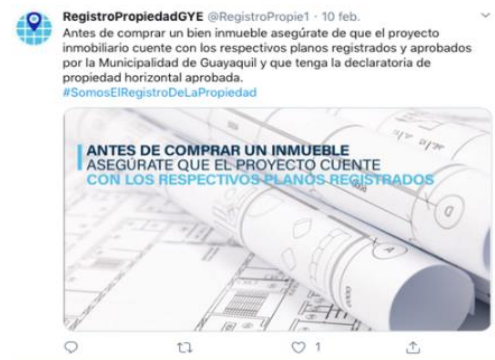 RegistroPropiedadGYE @RegistroPropie1 · 10 feb.
Antes de comprar un bien inmueble asegúrate de que el proyecto
inmobiliario cuente con los respectivos planos registrados y aprobados
por la Municipalidad de Guayaquil y que tenga la declaratoria de
propiedad horizontal aprobada.
#SomosElRegistroDeLaPropiedad
ANTES DE COMPRAR UN INMUEBLE
ASEGÚRATE QUE EL PROYECTO CUENTE
CON LOS RESPECTIVOS PLANOS REGISTRADOS
D
A
1